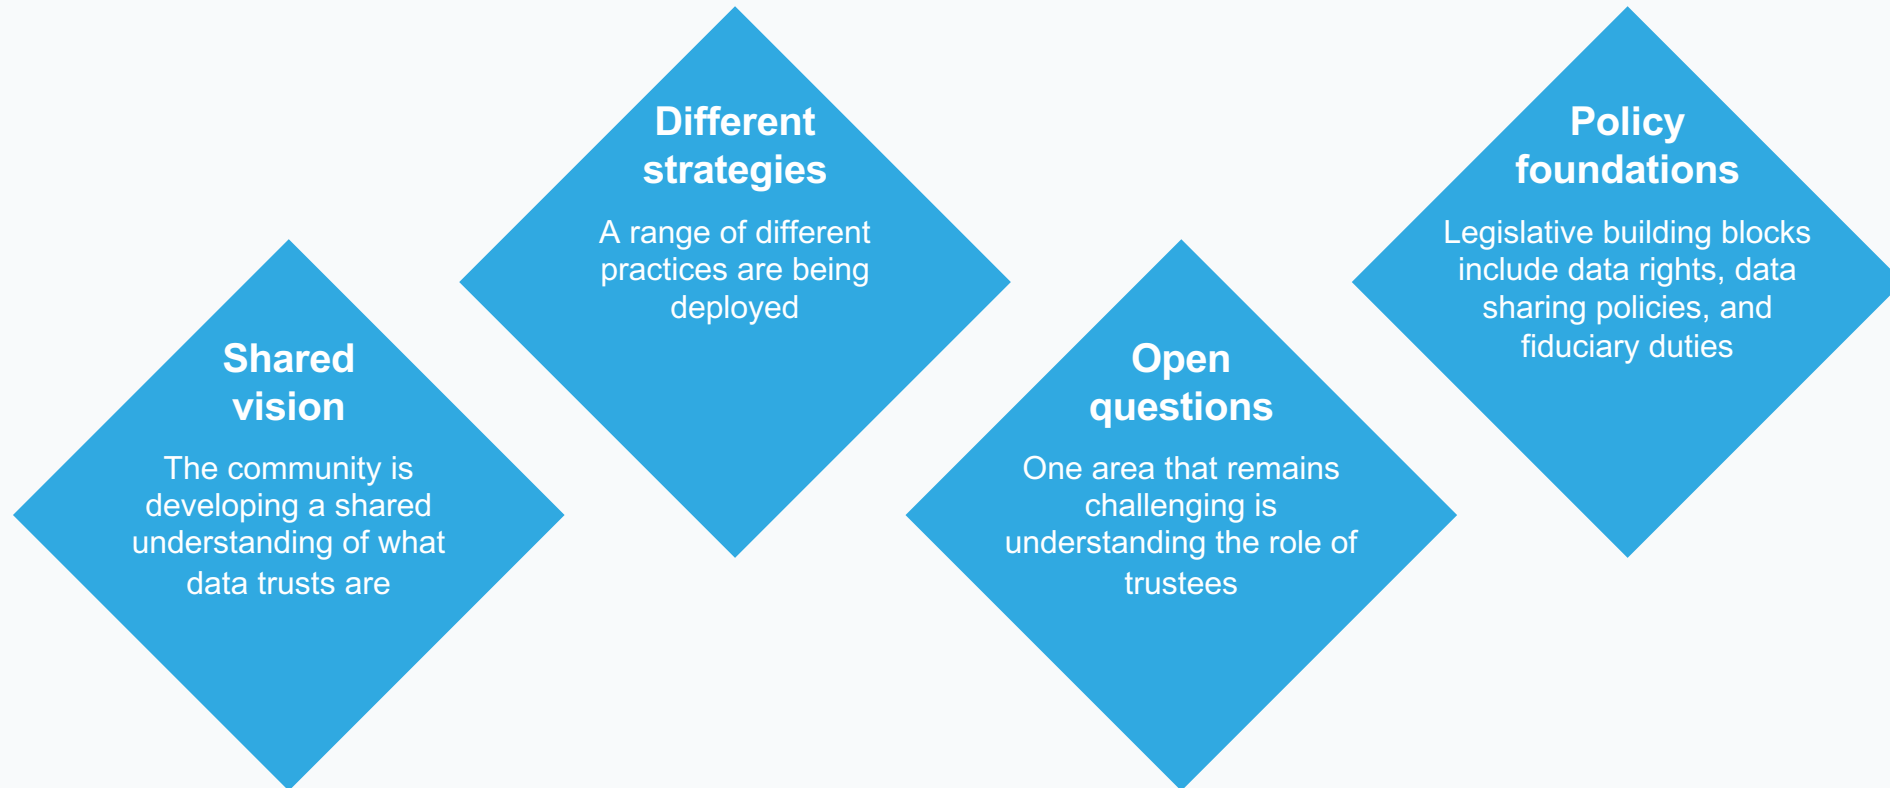 Shared
vision
The community is
developing a shared
understanding of what
data trusts are
Different
strategies
A range of different
practices are being
deployed
Open
questions
One area that remains
challenging is
understanding the role of
trustees
Policy
foundations
Legislative building blocks
include data rights, data
sharing policies, and
fiduciary duties